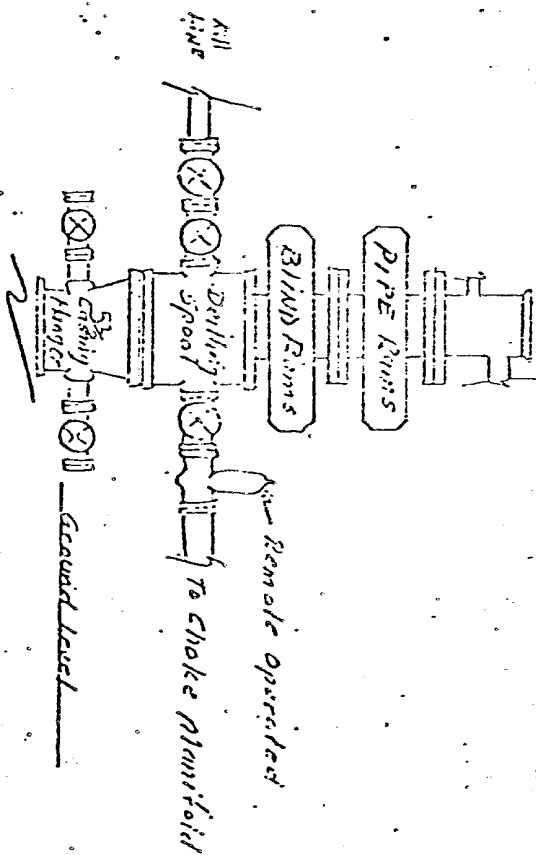 PIPE RAMS
BLIND RAMS
Kill
LINE
Drilling
Spool
Remote Operated
To Choke Manifold
Casing
Hanger
Ground Level